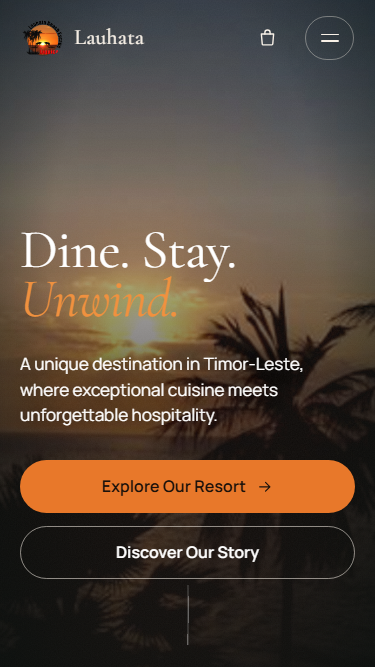 Lauhata
Dine. Stay.
Unwind.
A unique destination in Timor-Leste,
where exceptional cuisine meets
unforgettable hospitality.
Explore Our Resort →
Discover Our Story